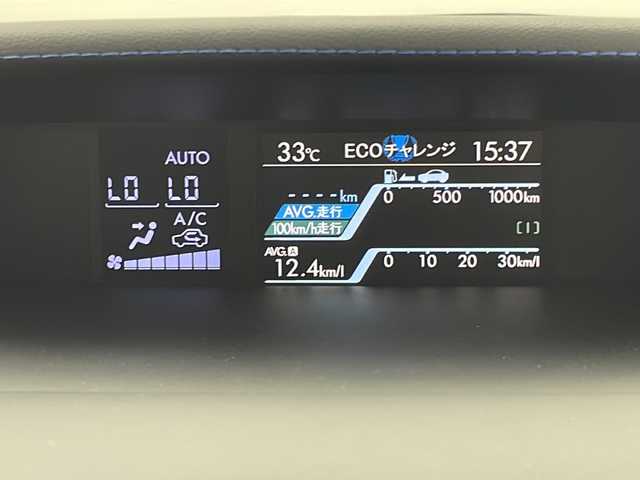 AUTO
LO LO
A/C
33℃ ECOチャレンジ 15:37
- - - - km
0 500 1000km
AVG.走行
100km/h走行
[1]
AVG.A
12.4km/l
0 10 20 30km/l